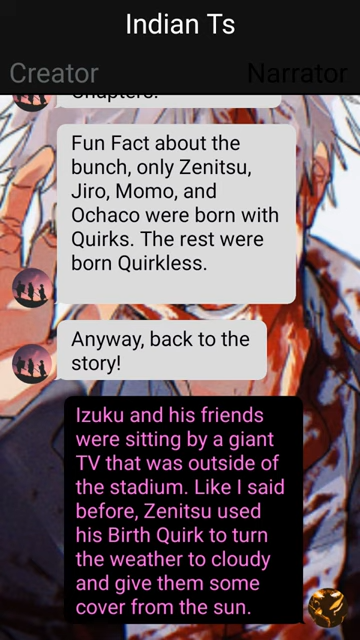 Indian Ts
Creator
Narrator
Chapters!
Fun Fact about the
bunch, only Zenitsu,
Jiro, Momo, and
Ochaco were born with
Quirks. The rest were
born Quirkless.
Anyway, back to the
story!
Izuku and his friends
were sitting by a giant
TV that was outside of
the stadium. Like I said
before, Zenitsu used
his Birth Quirk to turn
the weather to cloudy
and give them some
cover from the sun.